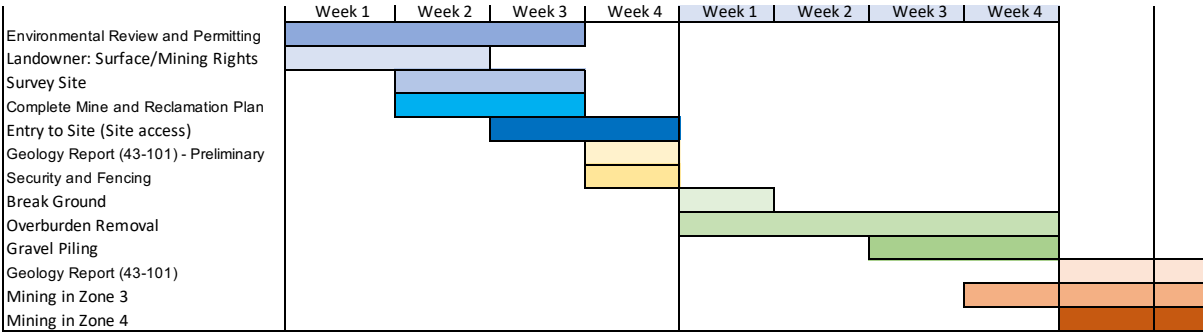 Week 1 Week 2 Week 3 Week 4 Week 1 Week 2 Week 3 Week 4
Environmental Review and Permitting
Landowner: Surface/Mining Rights
Survey Site
Complete Mine and Reclamation Plan
Entry to Site (Site access)
Geology Report (43-101) - Preliminary
Security and Fencing
Break Ground
Overburden Removal
Gravel Piling
Geology Report (43-101)
Mining in Zone 3
Mining in Zone 4